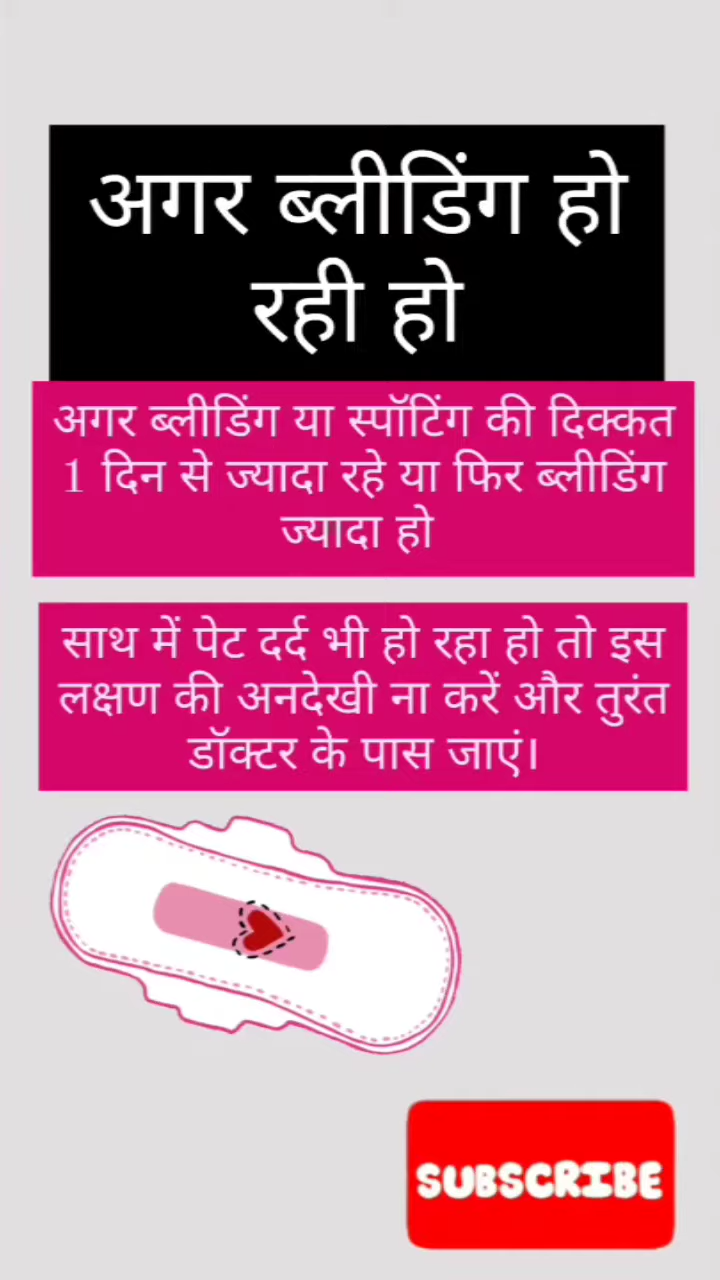 अगर ब्लीडिंग हो
रही हो
अगर ब्लीडिंग या स्पॉटिंग की दिक्कत
1 दिन से ज्यादा रहे या फिर ब्लीडिंग
ज्यादा हो
साथ में पेट दर्द भी हो रहा हो तो इस
लक्षण की अनदेखी ना करें और तुरंत
डॉक्टर के पास जाएं।
SUBSCRIBE